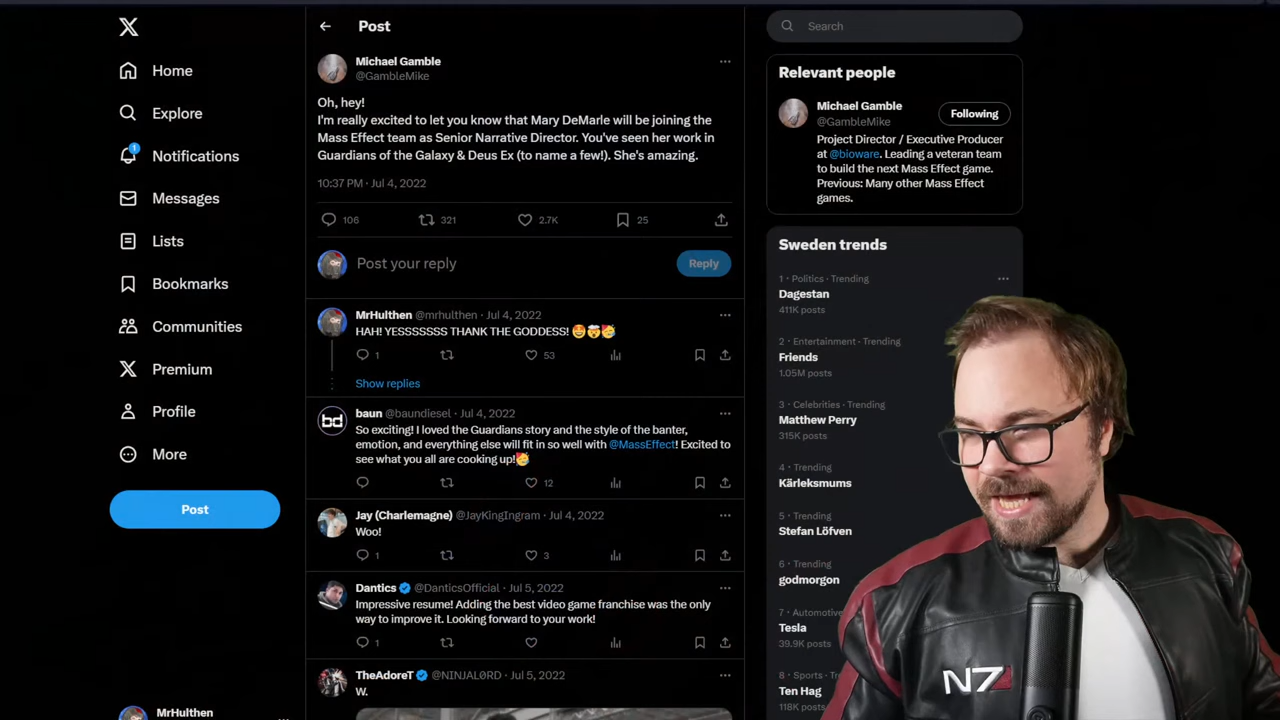 Home
Explore
1
Notifications
Messages
Lists
Bookmarks
Communities
Premium
Profile
More
Post
MrHulthen
Post
Michael Gamble
@GambleMike
Oh, hey!
I'm really excited to let you know that Mary DeMarle will be joining the
Mass Effect team as Senior Narrative Director. You've seen her work in
Guardians of the Galaxy & Deus Ex (to name a few!). She's amazing.
10:37 PM · Jul 4, 2022
106 321 2.7K 25
Post your reply
Reply
MrHulthen @mrhulthen · Jul 4, 2022
HAH! YESSSSSSS THANK THE GODDESS! 🤩🤯🥳
1 53
Show replies
bd
baun @baundiesel · Jul 4, 2022
So exciting! I loved the Guardians story and the style of the banter,
emotion, and everything else will fit in so well with @MassEffect! Excited to
see what you all are cooking up!🥳
12
Jay (Charlemagne) @JayKingIngram · Jul 4, 2022
Woo!
1 3
Dantics @DanticsOfficial · Jul 5, 2022
Impressive resume! Adding the best video game franchise was the only
way to improve it. Looking forward to your work!
1
TheAdoreT @NINJAL0RD · Jul 5, 2022
W.
Search
Relevant people
Michael Gamble
@GambleMike
Following
Project Director / Executive Producer
at @bioware. Leading a veteran team
to build the next Mass Effect game.
Previous: Many other Mass Effect
games.
Sweden trends
1 · Politics · Trending
Dagestan
411K posts
2 · Entertainment · Trending
Friends
1.05M posts
3 · Celebrities · Trending
Matthew Perry
315K posts
4 · Trending
Kärleksmums
5 · Trending
Stefan Löfven
6 · Trending
godmorgon
7 · Automotive
Tesla
39.9K posts
8 · Sports
Ten Hag
118K posts
N7